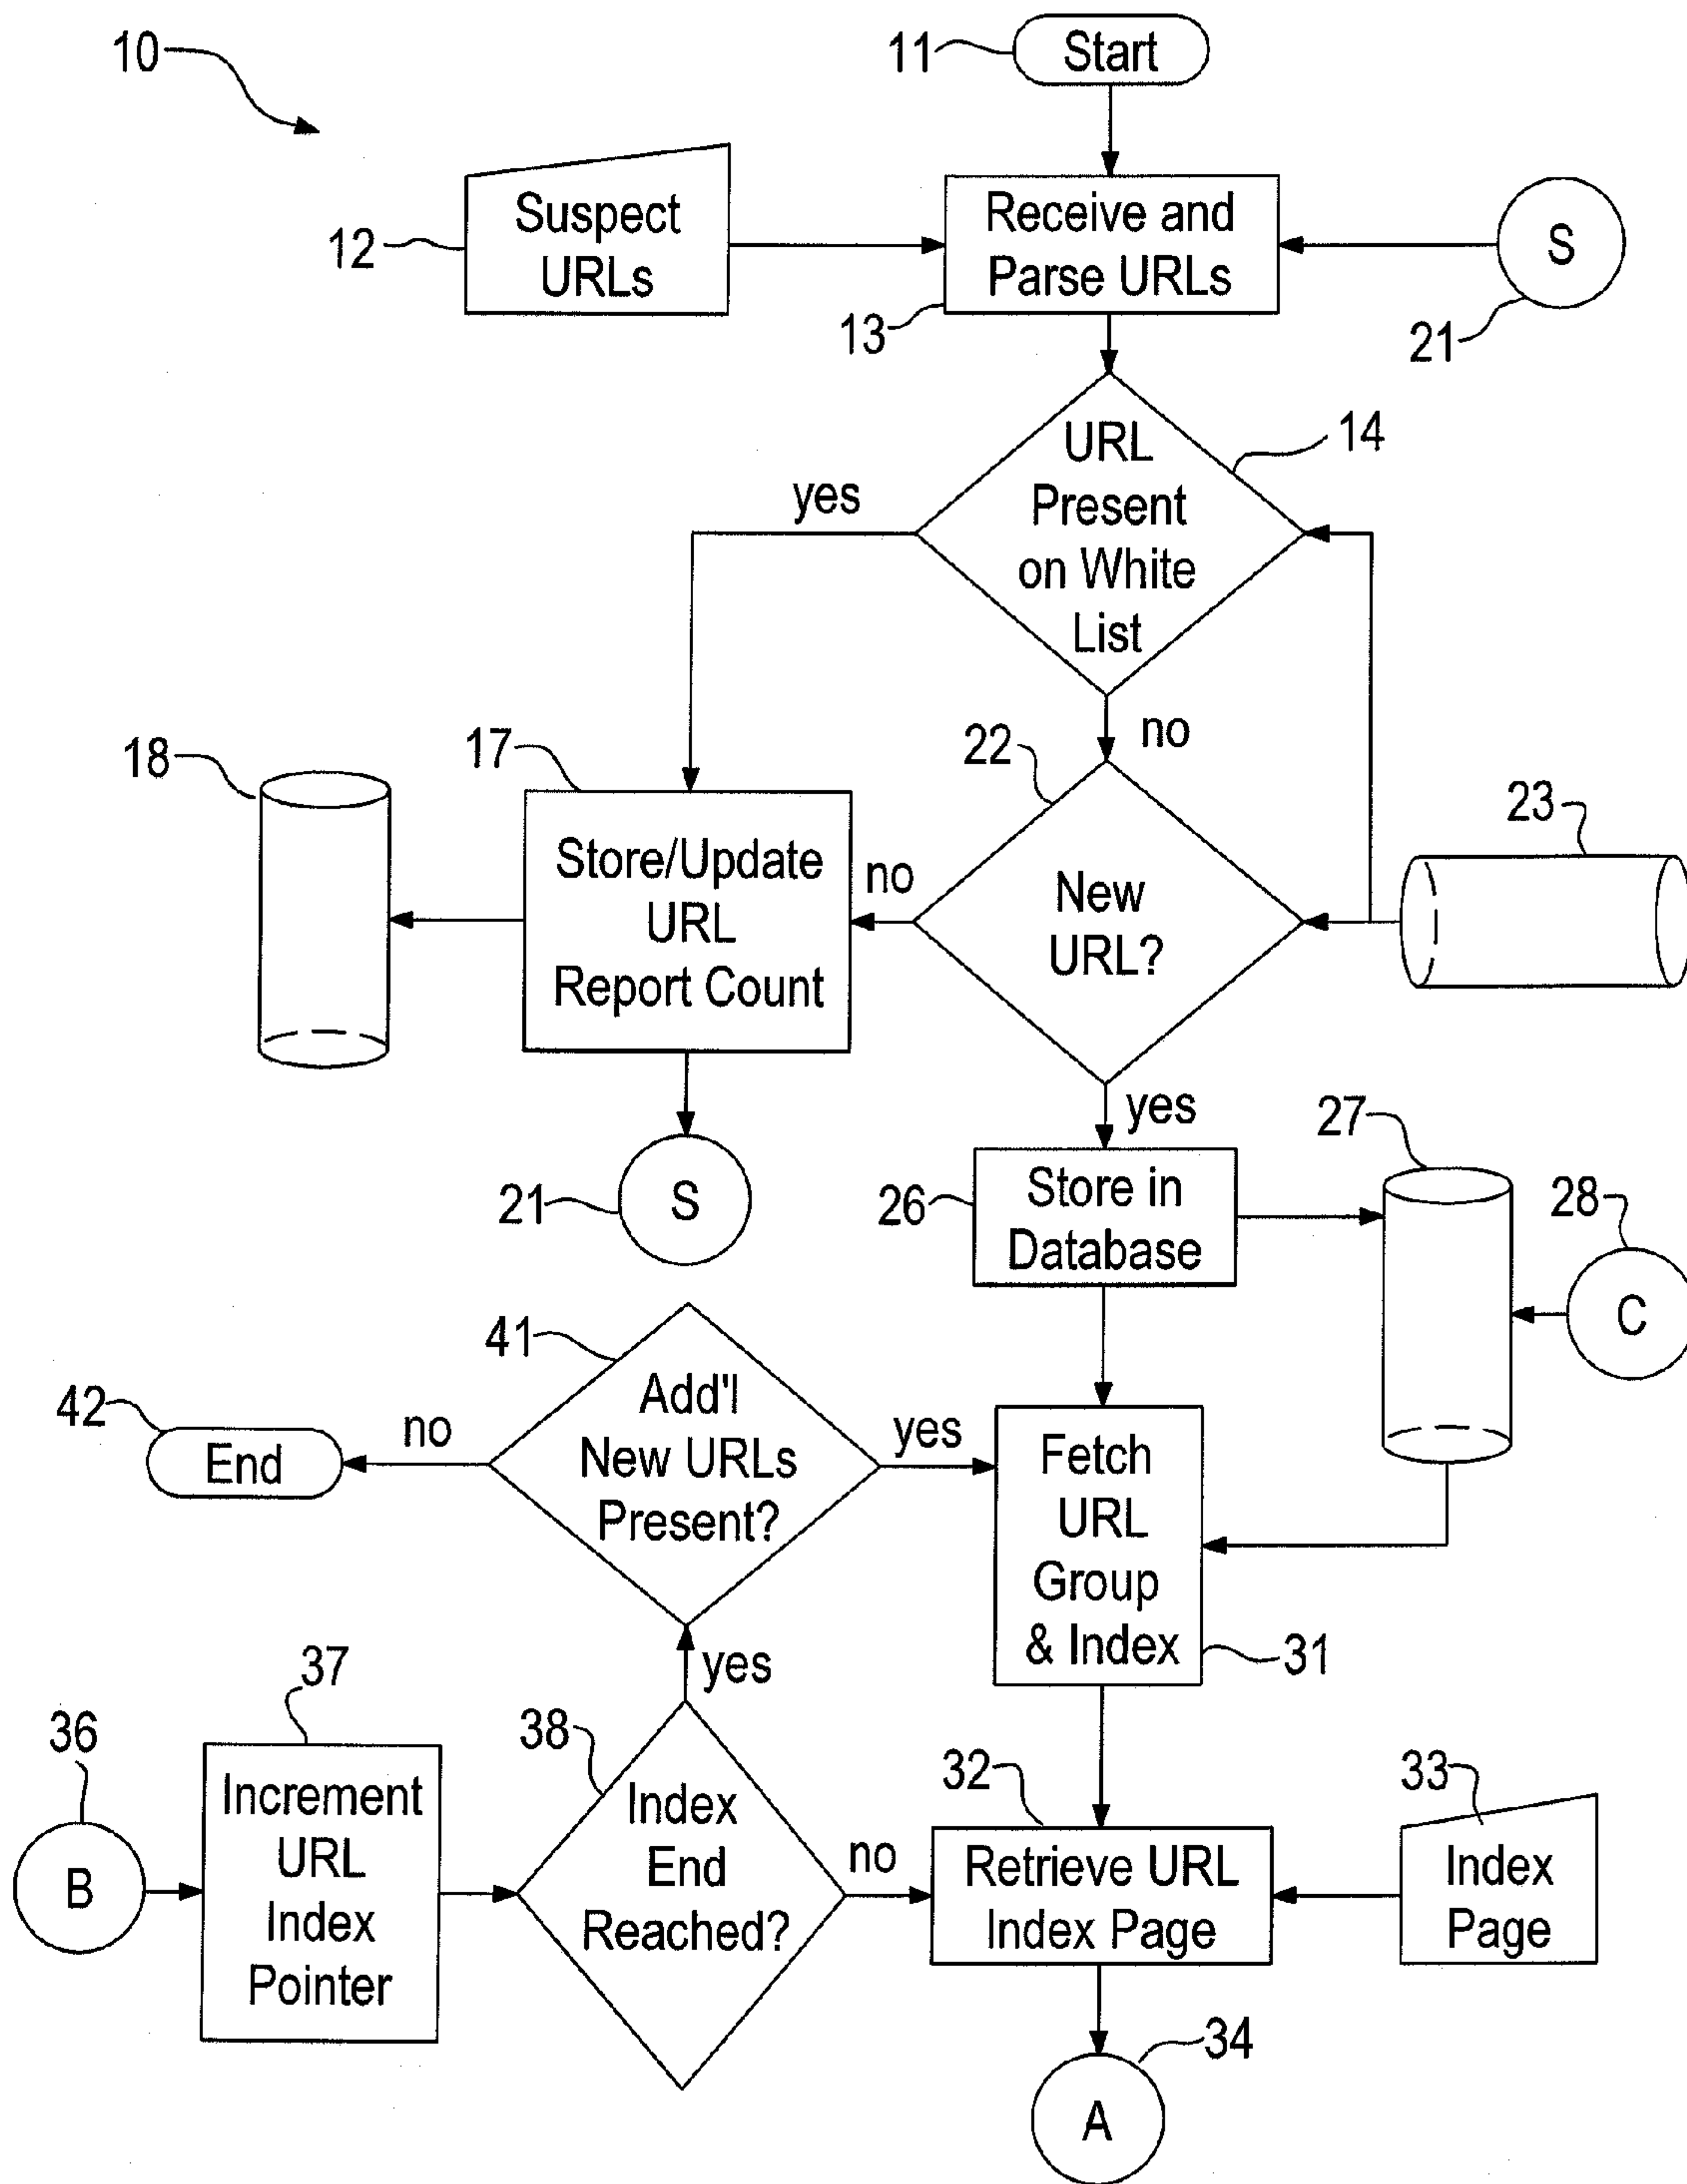 10
11
Start
12
Suspect
URLs
Receive and
Parse URLs
13
S
21
14
URL
Present
on White
List
yes
no
18
17
Store/Update
URL
Report Count
no
22
New
URL?
23
yes
21
S
26
Store in
Database
27
28
C
41
Add'l
New URLs
Present?
42
End
no
yes
Fetch
URL
Group
& Index
31
yes
36
B
37
Increment
URL
Index
Pointer
38
Index
End
Reached?
no
32
Retrieve URL
Index Page
33
Index
Page
34
A